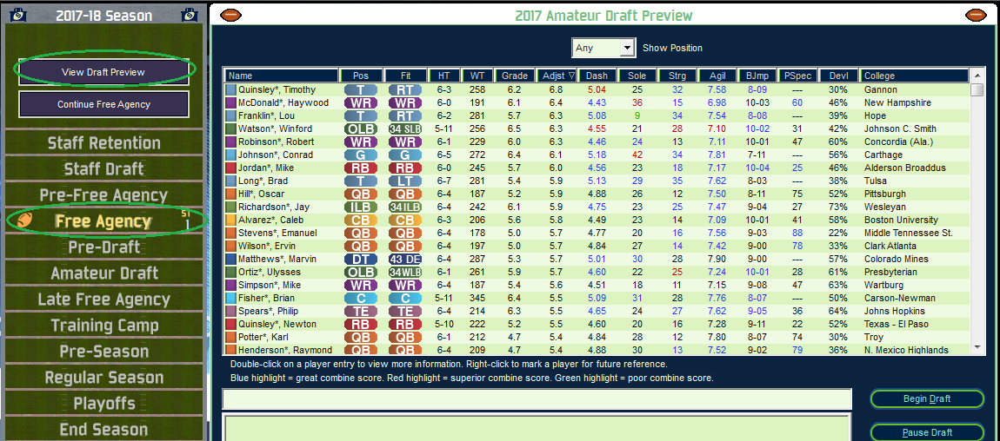 2017-18 Season
View Draft Preview
Continue Free Agency
Staff Retention
Staff Draft
Pre-Free Agency
Free Agency 51 1
Pre-Draft
Amateur Draft
Late Free Agency
Training Camp
Pre-Season
Regular Season
Playoffs
End Season
2017 Amateur Draft Preview
Any Show Position
Name Pos Fit HT WT Grade Adjst ▽ Dash Sole Strg Agil BJmp PSpec Devl College
Quinsley*, Timothy T RT 6-3 258 6.2 6.8 5.04 25 32 7.58 8-09 --- 30% Gannon
McDonald*, Haywood WR WR 6-0 191 6.1 6.4 4.43 36 15 6.98 10-03 60 46% New Hampshire
Franklin*, Lou T RT 6-2 281 5.7 6.3 5.08 9 34 7.54 8-08 --- 39% Hope
Watson*, Winford OLB 34 SLB 5-11 256 6.5 6.3 4.55 21 28 7.10 10-02 31 42% Johnson C. Smith
Robinson*, Robert WR WR 6-1 229 6.0 6.3 4.46 24 13 7.11 10-01 47 60% Concordia (Ala.)
Johnson*, Conrad G G 6-5 272 6.4 6.1 5.18 42 34 7.81 7-11 --- 56% Carthage
Jordan*, Mike RB RB 6-0 245 5.7 6.0 4.56 23 18 7.17 10-04 25 46% Alderson Broaddus
Long*, Brad T LT 6-7 281 5.4 5.9 5.13 29 35 7.62 8-03 --- 38% Tulsa
Hill*, Oscar QB QB 6-4 187 5.2 5.9 4.88 26 12 7.50 8-11 75 52% Pittsburgh
Richardson*, Jay ILB 34 ILB 6-4 242 6.1 5.9 4.75 23 25 7.47 9-04 27 73% Wesleyan
Alvarez*, Caleb CB CB 6-3 206 5.6 5.8 4.49 23 14 7.09 10-01 41 58% Boston University
Stevens*, Emanuel QB QB 6-4 178 5.0 5.7 4.77 20 16 7.56 9-03 88 22% Middle Tennessee St.
Wilson*, Ervin QB QB 6-4 197 5.0 5.7 4.84 27 14 7.42 9-00 78 33% Clark Atlanta
Matthews*, Marvin DT 43 DE 6-4 287 5.3 5.7 5.01 30 28 7.90 9-00 --- 57% Colorado Mines
Ortiz*, Ulysses OLB 34 WLB 6-1 261 5.9 5.7 4.60 22 25 7.24 10-01 28 61% Presbyterian
Simpson*, Mike WR WR 6-4 187 5.4 5.6 4.51 18 11 7.15 9-08 47 63% Wartburg
Fisher*, Brian C C 5-11 345 6.4 5.5 5.09 31 28 7.76 8-07 --- 50% Carson-Newman
Spears*, Philip TE TE 6-4 214 6.3 5.5 4.65 24 27 7.62 9-05 36 64% Johns Hopkins
Quinsley*, Newton RB RB 5-10 222 5.2 5.5 4.60 20 16 7.28 9-11 22 52% Texas - El Paso
Potter*, Karl QB QB 6-1 212 4.7 5.4 4.84 28 12 7.80 8-07 74 30% Troy
Henderson*, Raymond QB QB 6-4 209 4.7 5.4 4.88 30 13 7.52 9-02 79 36% N. Mexico Highlands
Double-click on a player entry to view more information. Right-click to mark a player for future reference.
Blue highlight = great combine score. Red highlight = superior combine score. Green highlight = poor combine score.
Begin Draft
Pause Draft